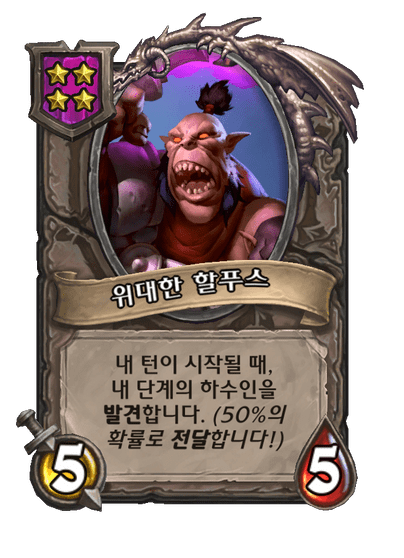 위대한 할푸스
내 턴이 시작될 때,
내 단계의 하수인을
발견합니다. (50%의
확률로 전달합니다!)
5
5